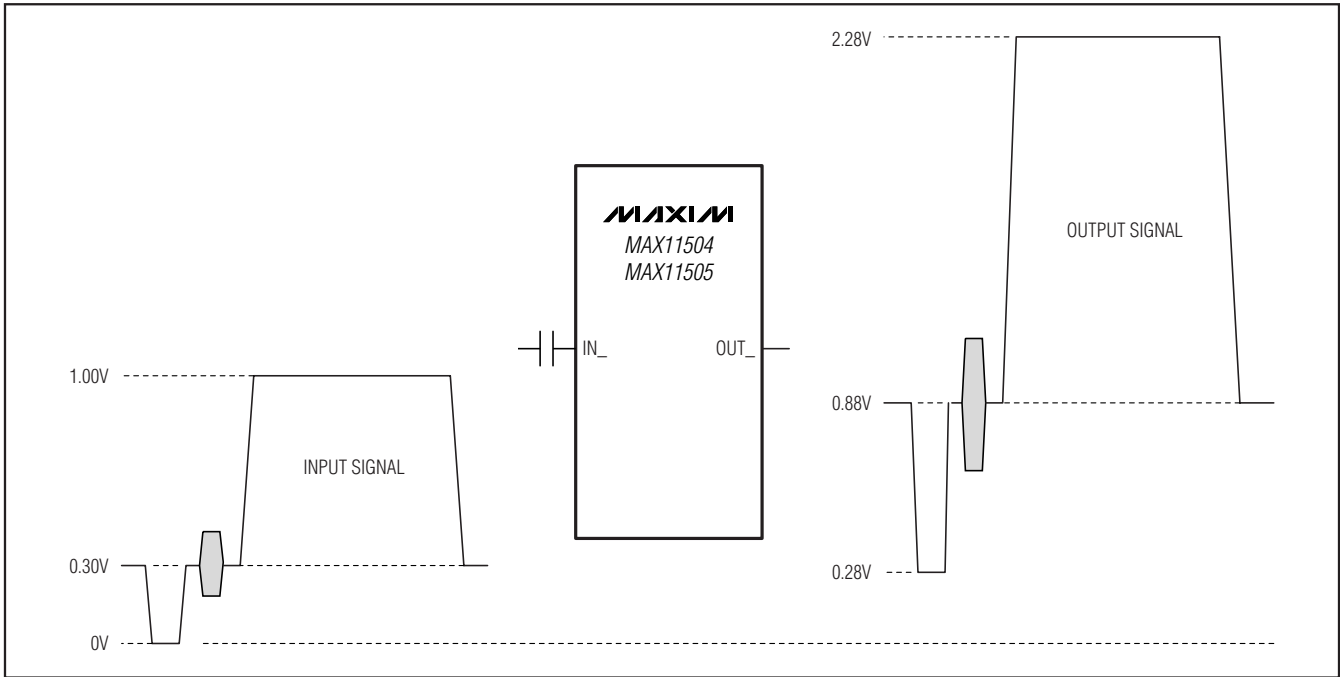 2.28V
MAXIM
MAX11504
MAX11505
OUTPUT SIGNAL
IN_
OUT_
1.00V
0.88V
INPUT SIGNAL
0.30V
0.28V
0V